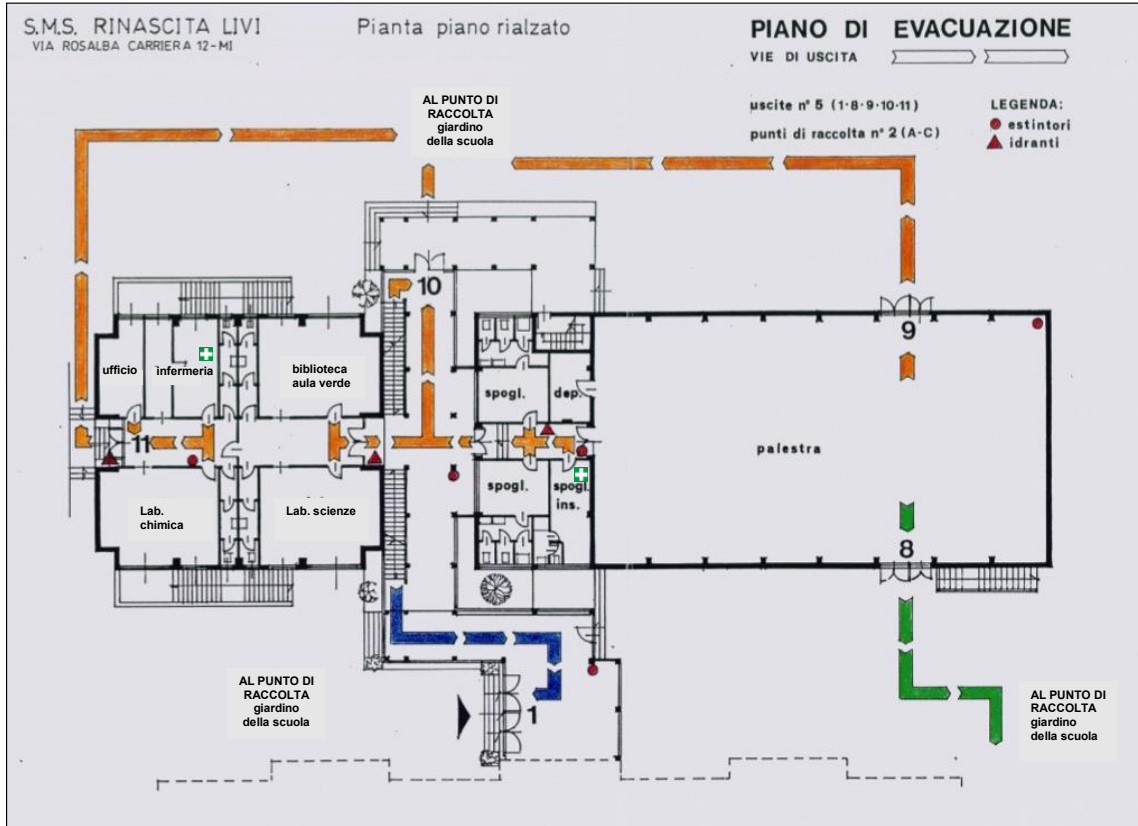 S.M.S. RINASCITA LIVI
VIA ROSALBA CARRIERA 12-MI
Pianta piano rialzato
PIANO DI EVACUAZIONE
VIE DI USCITA
uscite n° 5 (1-8-9-10-11)
punti di raccolta n° 2 (A-C)
LEGENDA:
estintori
idranti
AL PUNTO DI
RACCOLTA
giardino
della scuola
10
9
ufficio
infermeria
biblioteca
aula verde
spogl.
dep.
11
palestra
Lab.
chimica
Lab. scienze
spogl.
spogl.
ins.
8
AL PUNTO DI
RACCOLTA
giardino
della scuola
1
AL PUNTO DI
RACCOLTA
giardino
della scuola